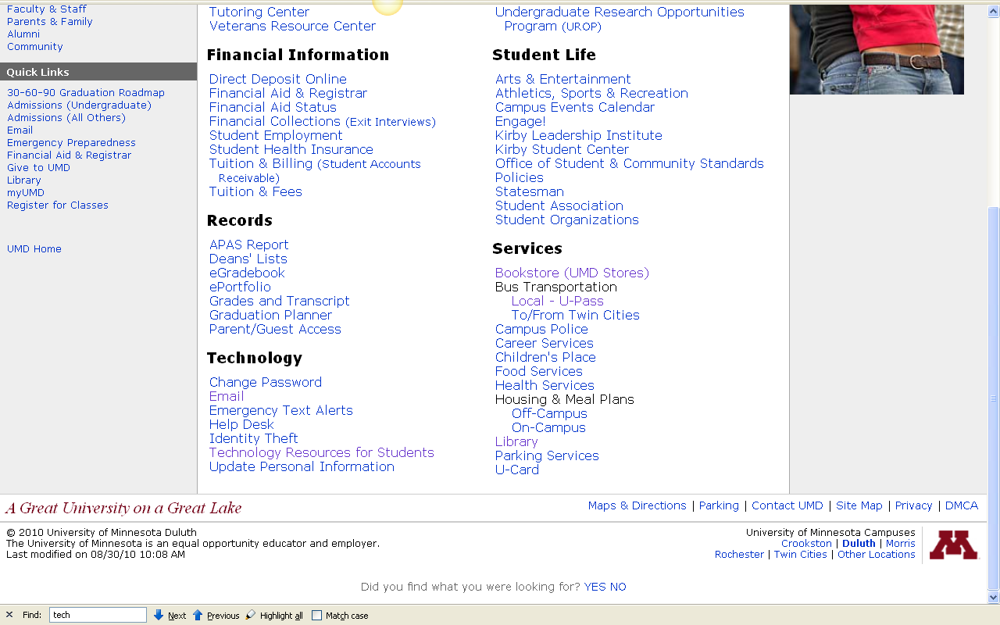 Faculty & Staff
Parents & Family
Alumni
Community
Quick Links
30-60-90 Graduation Roadmap
Admissions (Undergraduate)
Admissions (All Others)
Email
Emergency Preparedness
Financial Aid & Registrar
Give to UMD
Library
myUMD
Register for Classes
UMD Home
Tutoring Center
Veterans Resource Center
Financial Information
Direct Deposit Online
Financial Aid & Registrar
Financial Aid Status
Financial Collections (Exit Interviews)
Student Employment
Student Health Insurance
Tuition & Billing (Student Accounts
Receivable)
Tuition & Fees
Records
APAS Report
Deans' Lists
eGradebook
ePortfolio
Grades and Transcript
Graduation Planner
Parent/Guest Access
Technology
Change Password
Email
Emergency Text Alerts
Help Desk
Identity Theft
Technology Resources for Students
Update Personal Information
Undergraduate Research Opportunities
Program (UROP)
Student Life
Arts & Entertainment
Athletics, Sports & Recreation
Campus Events Calendar
Engage!
Kirby Leadership Institute
Kirby Student Center
Office of Student & Community Standards
Policies
Statesman
Student Association
Student Organizations
Services
Bookstore (UMD Stores)
Bus Transportation
Local - U-Pass
To/From Twin Cities
Campus Police
Career Services
Children's Place
Food Services
Health Services
Housing & Meal Plans
Off-Campus
On-Campus
Library
Parking Services
U-Card
A Great University on a Great Lake
Maps & Directions | Parking | Contact UMD | Site Map | Privacy | DMCA
© 2010 University of Minnesota Duluth
The University of Minnesota is an equal opportunity educator and employer.
Last modified on 08/30/10 10:08 AM
University of Minnesota Campuses
Crookston | Duluth | Morris
Rochester | Twin Cities | Other Locations
M
Did you find what you were looking for? YES NO
Find: tech Next Previous Highlight all Match case